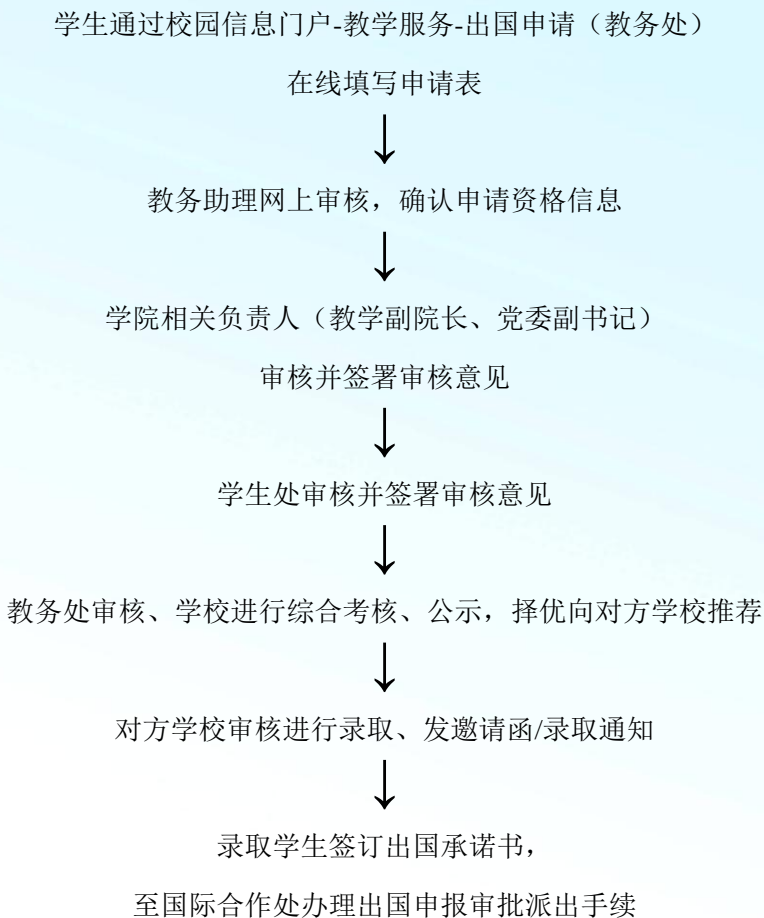 学生通过校园信息门户-教学服务-出国申请（教务处）
在线填写申请表
教务助理网上审核，确认申请资格信息
学院相关负责人（教学副院长、党委副书记）
审核并签署审核意见
学生处审核并签署审核意见
教务处审核、学校进行综合考核、公示，择优向对方学校推荐
对方学校审核进行录取、发邀请函/录取通知
录取学生签订出国承诺书，
至国际合作处办理出国申报审批派出手续